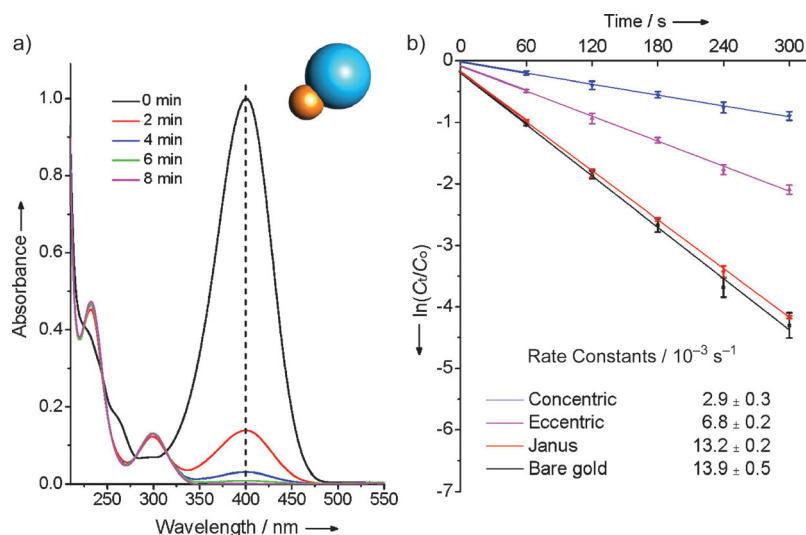 a)
Absorbance →
1.0
0.8
0.6
0.4
0.2
0.0
0 min
2 min
4 min
6 min
8 min
250 300 350 400 450 500 550
Wavelength / nm →
b)
Time / s →
0 60 120 180 240 300
← ln(Ct/Co)
0
-1
-2
-3
-4
-5
-6
-7
Rate Constants / 10⁻³ s⁻¹
Concentric 2.9 ± 0.3
Eccentric 6.8 ± 0.2
Janus 13.2 ± 0.2
Bare gold 13.9 ± 0.5